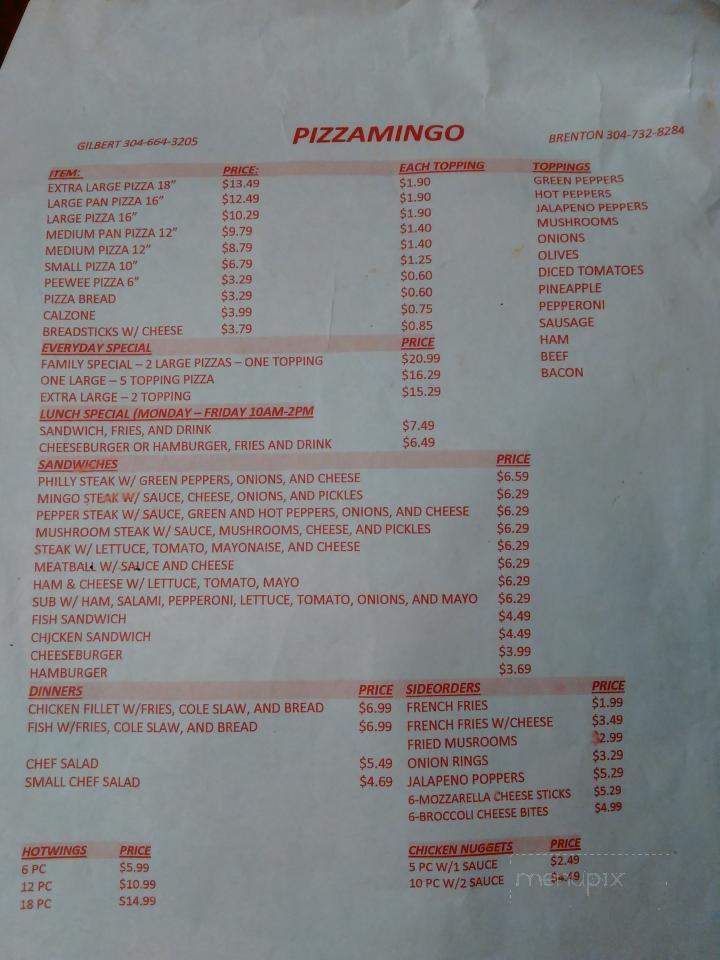 PIZZAMINGO
GILBERT 304-664-3205 BRENTON 304-732-8284
ITEM: PRICE: EACH TOPPING TOPPINGS
EXTRA LARGE PIZZA 18” $13.49 $1.90 GREEN PEPPERS
LARGE PAN PIZZA 16” $12.49 $1.90 HOT PEPPERS
LARGE PIZZA 16” $10.29 $1.90 JALAPENO PEPPERS
MEDIUM PAN PIZZA 12” $9.79 $1.40 MUSHROOMS
MEDIUM PIZZA 12” $8.79 $1.40 ONIONS
SMALL PIZZA 10” $6.79 $1.25 OLIVES
PEEWEE PIZZA 6” $3.29 $0.60 DICED TOMATOES
PIZZA BREAD $3.29 $0.60 PINEAPPLE
CALZONE $3.99 $0.75 PEPPERONI
BREADSTICKS W/ CHEESE $3.79 $0.85 SAUSAGE
EVERYDAY SPECIAL PRICE HAM
FAMILY SPECIAL – 2 LARGE PIZZAS – ONE TOPPING $20.99 BEEF
ONE LARGE – 5 TOPPING PIZZA $16.29 BACON
EXTRA LARGE – 2 TOPPING $15.29
LUNCH SPECIAL (MONDAY – FRIDAY 10AM-2PM
SANDWICH, FRIES, AND DRINK $7.49
CHEESEBURGER OR HAMBURGER, FRIES AND DRINK $6.49
SANDWICHES PRICE
PHILLY STEAK W/ GREEN PEPPERS, ONIONS, AND CHEESE $6.59
MINGO STEAK W/ SAUCE, CHEESE, ONIONS, AND PICKLES $6.29
PEPPER STEAK W/ SAUCE, GREEN AND HOT PEPPERS, ONIONS, AND CHEESE $6.29
MUSHROOM STEAK W/ SAUCE, MUSHROOMS, CHEESE, AND PICKLES $6.29
STEAK W/ LETTUCE, TOMATO, MAYONAISE, AND CHEESE $6.29
MEATBALL W/ SAUCE AND CHEESE $6.29
HAM & CHEESE W/ LETTUCE, TOMATO, MAYO $6.29
SUB W/ HAM, SALAMI, PEPPERONI, LETTUCE, TOMATO, ONIONS, AND MAYO $6.29
FISH SANDWICH $4.49
CHICKEN SANDWICH $4.49
CHEESEBURGER $3.99
HAMBURGER $3.69
DINNERS PRICE
CHICKEN FILLET W/FRIES, COLE SLAW, AND BREAD $6.99
FISH W/FRIES, COLE SLAW, AND BREAD $6.99
CHEF SALAD $5.49
SMALL CHEF SALAD $4.69
SIDEORDERS PRICE
FRENCH FRIES $1.99
FRENCH FRIES W/CHEESE $3.49
FRIED MUSROOMS $2.99
ONION RINGS $3.29
JALAPENO POPPERS $5.29
6-MOZZARELLA CHEESE STICKS $5.29
6-BROCCOLI CHEESE BITES $4.99
HOTWINGS PRICE
6 PC $5.99
12 PC $10.99
18 PC $14.99
CHICKEN NUGGETS PRICE
5 PC W/1 SAUCE $2.49
10 PC W/2 SAUCE $4.49
menupix